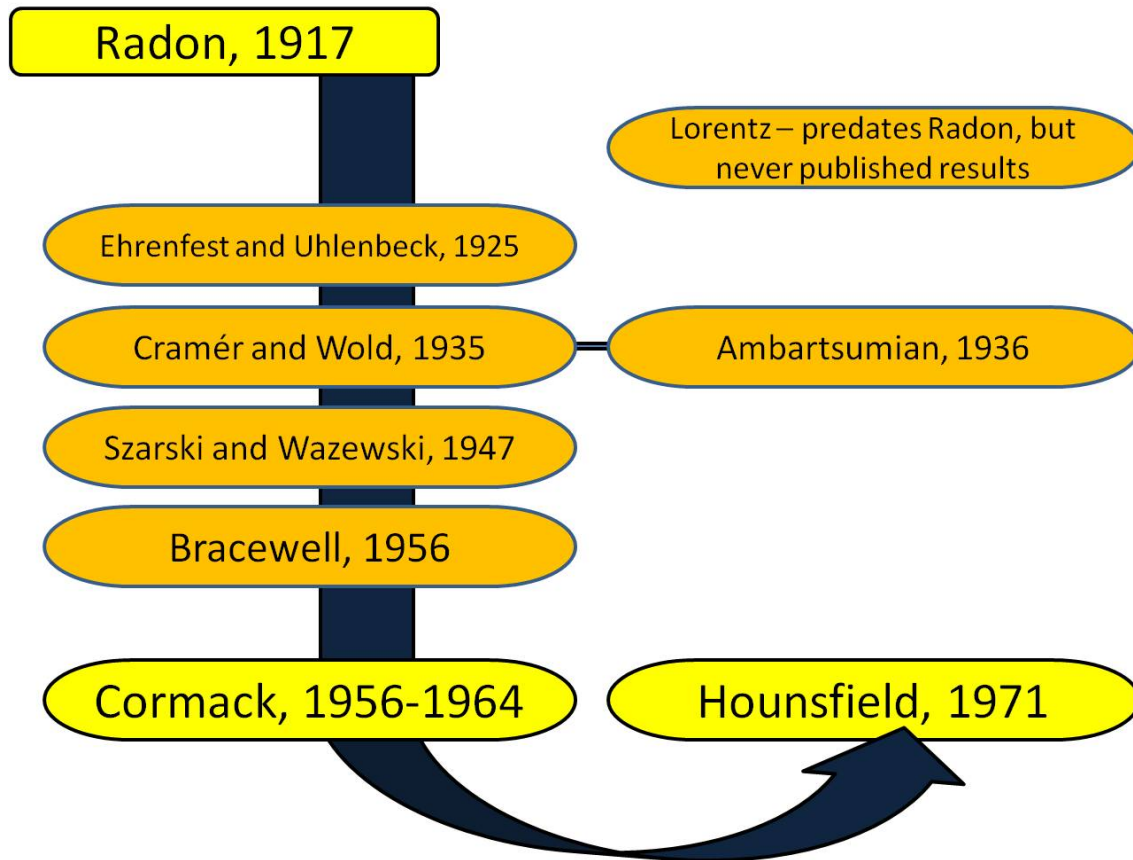 Radon, 1917
Lorentz – predates Radon, but
never published results
Ehrenfest and Uhlenbeck, 1925
Cramér and Wold, 1935
Ambartsumian, 1936
Szarski and Wazewski, 1947
Bracewell, 1956
Cormack, 1956-1964
Hounsfield, 1971